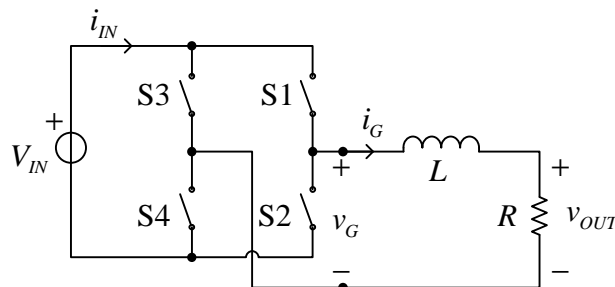 i_IN
S3
S1
+
V_IN
i_G
L
+
S4
S2
+
v_G
R
v_OUT
−
−